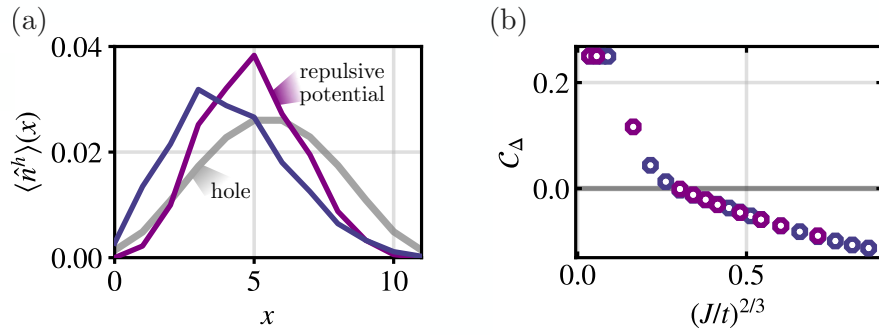 (a)
(b)
0.04
0.02
0.00
⟨n̂ʰ⟩(x)
repulsive
potential
hole
0
5
10
x
0.2
0.0
𝒞_Δ
0.0
0.5
(J/t)^{2/3}